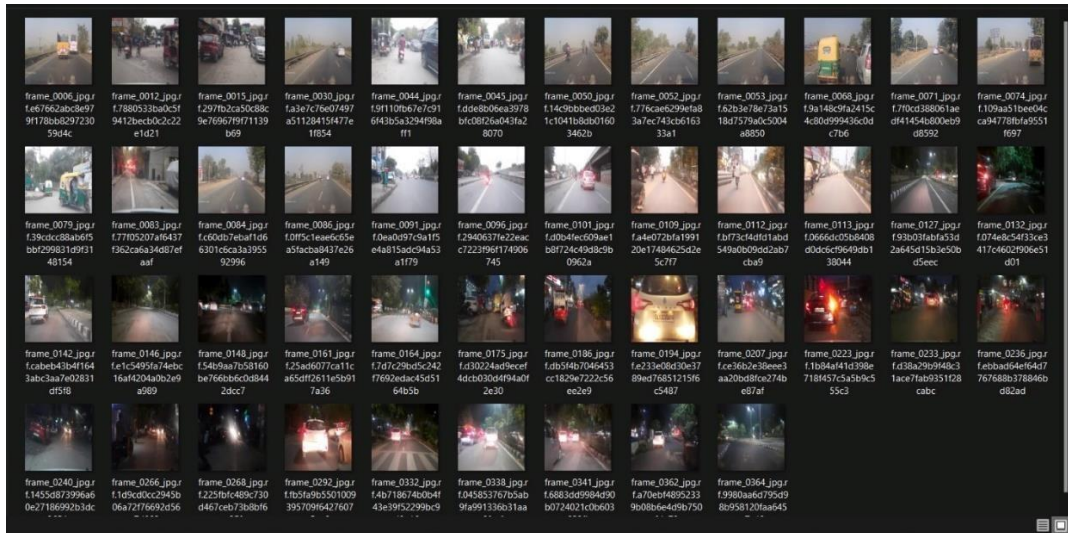 frame_0006_jpg.r
f.e67662abc8e97
9f178bb8297230
59d4c
frame_0012_jpg.r
f.7880533ba0c5f
9412becb0c2c22
e1d21
frame_0015_jpg.r
f.297fb2ca50c88c
9e76967f9f71139
b69
frame_0030_jpg.r
f.a3e7c76e07497
a51128415f477e
1f854
frame_0044_jpg.r
f.9f110fb67e7c91
6f43b5a3294f98a
ff1
frame_0045_jpg.r
f.dde8b06ea3978
bfc08f26a043fa2
8070
frame_0050_jpg.r
f.14c9bbbed03e2
1c1041b8db0160
3462b
frame_0052_jpg.r
f.776cae6299efa8
3a7ec743cb6163
33a1
frame_0053_jpg.r
f.62b3e78e73a15
18d7579a0c5004
a8850
frame_0068_jpg.r
f.9a148c9fa2415c
4c80d999436c0d
c7b6
frame_0071_jpg.r
f.7f0cd388061ae
df41454b800eb9
d8592
frame_0074_jpg.r
f.109aa51bee04c
ca94778fbfa9551
f697
frame_0079_jpg.r
f.39cdcc88ab6f5
bbf299831d9f31
48154
frame_0083_jpg.r
f.77f05207af6437
f362ca6a34d87ef
aaf
frame_0084_jpg.r
f.c60db7ebaf1d6
6301c6ca3a3955
92996
frame_0086_jpg.r
f.0ff5c1eae6c65e
a5facba8437e26
a149
frame_0091_jpg.r
f.0ea0d97c9a1f5
e4a815adc94a53
a1f79
frame_0096_jpg.r
f.2940637fe22eac
c7223f96f174906
745
frame_0101_jpg.r
f.d0b4fec609ae1
b8f724c49d8c9b
0962a
frame_0109_jpg.r
f.a4e072bfa1991
20e17484625d2e
5c7f7
frame_0112_jpg.r
f.bf73cf4dfd1abd
549a0b09dd2ab7
cba9
frame_0113_jpg.r
f.0666dc05b8408
d0dc6cf9649db1
38044
frame_0127_jpg.r
f.93b03fabfa53d
2a645d15b3e50b
d5eec
frame_0132_jpg.r
f.074e8c54f33ce3
417c4602f906e51
d01
frame_0142_jpg.r
f.cabeb43b4f164
3abc3aa7e02831
df5f8
frame_0146_jpg.r
f.e1c5495fa74ebc
16af4204a0b2e9
a989
frame_0148_jpg.r
f.54b9aa7b58160
be766bb6c0d844
2dcc7
frame_0161_jpg.r
f.25ad6077ca11c
a65dff2611e5b91
7a36
frame_0164_jpg.r
f.7d7c29bd5c242
f7692edac45d51
64b5b
frame_0175_jpg.r
f.d30224ad9ecef
4dcb030d4f94a0f
2e30
frame_0186_jpg.r
f.db5f4b7046453
cc1829e7222c56
ee2e9
frame_0194_jpg.r
f.e233e08d30e37
89ed76851215f6
c5487
frame_0207_jpg.r
f.ce36b2e38eee3
aa20bd8fce274b
e87af
frame_0223_jpg.r
f.1b84af41d398e
718f457c5a5b9c5
55c3
frame_0233_jpg.r
f.d38a29b9f48c3
1ace7fab9351f28
cabc
frame_0236_jpg.r
f.ebbad64ef64d7
767688b378846b
d82ad
frame_0240_jpg.r
f.1455d873996a6
0e27186992b3dc
frame_0266_jpg.r
f.1d9cd0cc2945b
06a72f76692d56
frame_0268_jpg.r
f.225fbfc489c730
d467ceb73b8bf6
frame_0292_jpg.r
f.fb5fa9b5501009
395709f6427607
frame_0332_jpg.r
f.4b718674b0b4f
43e39f52299bc9
frame_0338_jpg.r
f.045853767b5ab
9fa991336b31aa
frame_0341_jpg.r
f.6883dd9984d90
b0724021c0b603
frame_0362_jpg.r
f.a70ebf4895233
9b08b6e4d9b750
frame_0364_jpg.r
f.9980aa6d795d9
8b958120faa645